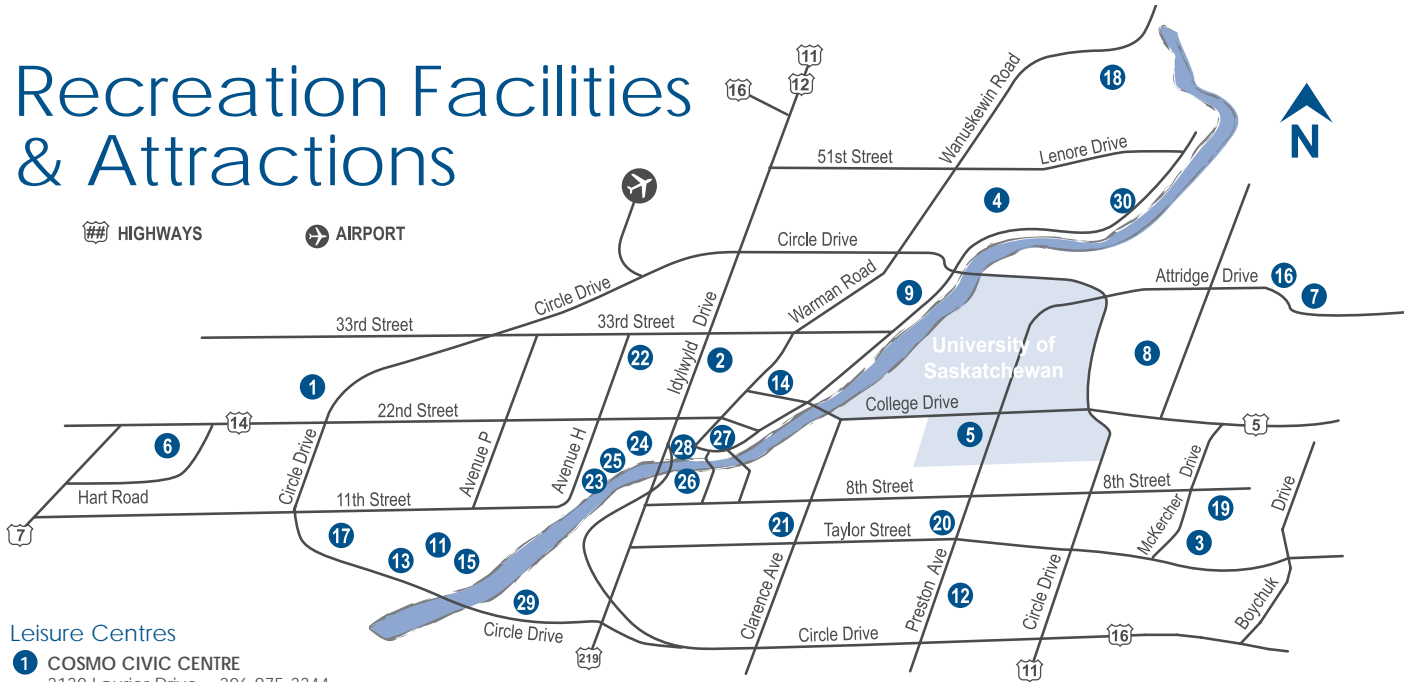 Recreation Facilities
& Attractions
## HIGHWAYS
AIRPORT
11
12
16
N
Wanuskewin Road
18
51st Street
Lenore Drive
4
30
Circle Drive
Circle Drive
Warman Road
9
Attridge Drive
16
7
33rd Street
33rd Street
Idylwyld Drive
22
2
14
1
University of
Saskatchewan
8
14
22nd Street
College Drive
5
5
6
Hart Road
7
Circle Drive
11th Street
Avenue P
Avenue H
24
25
23
28
27
26
8th Street
8th Street
McKercher Drive
19
3
Boychuk Drive
17
13
11
15
29
21
Taylor Street
20
12
Clarence Ave
Preston Ave
Circle Drive
Circle Drive
Circle Drive
16
219
11
Leisure Centres
1 COSMO CIVIC CENTRE